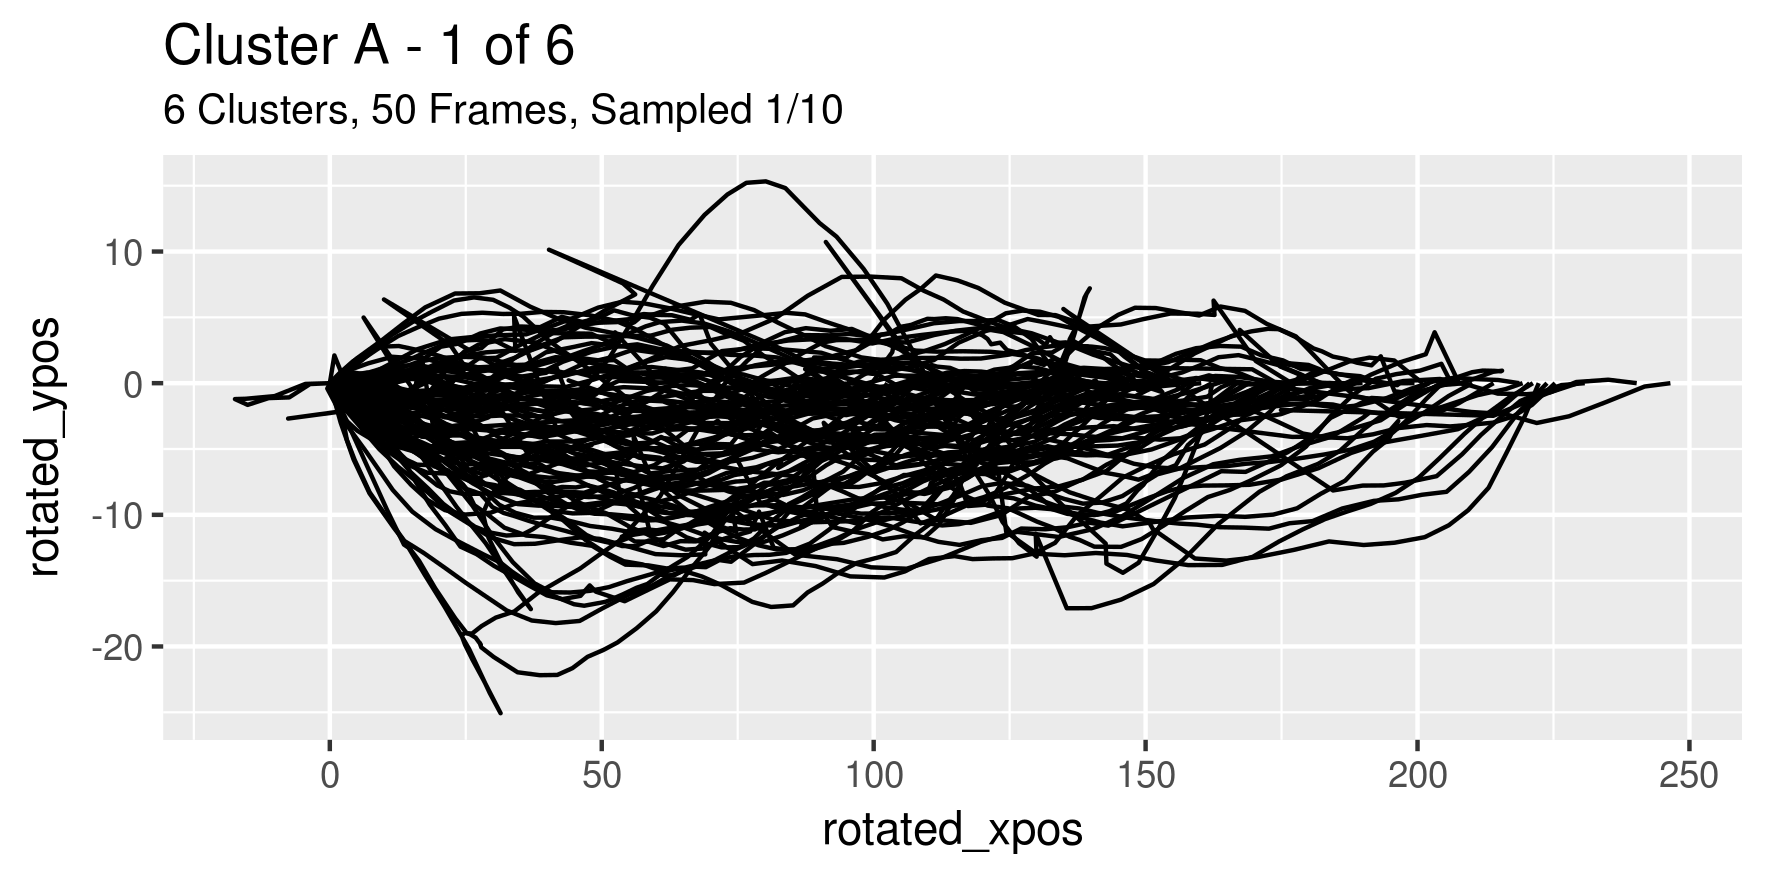 Cluster A - 1 of 6
6 Clusters, 50 Frames, Sampled 1/10
rotated_ypos
10
0
-10
-20
0 50 100 150 200 250
rotated_xpos